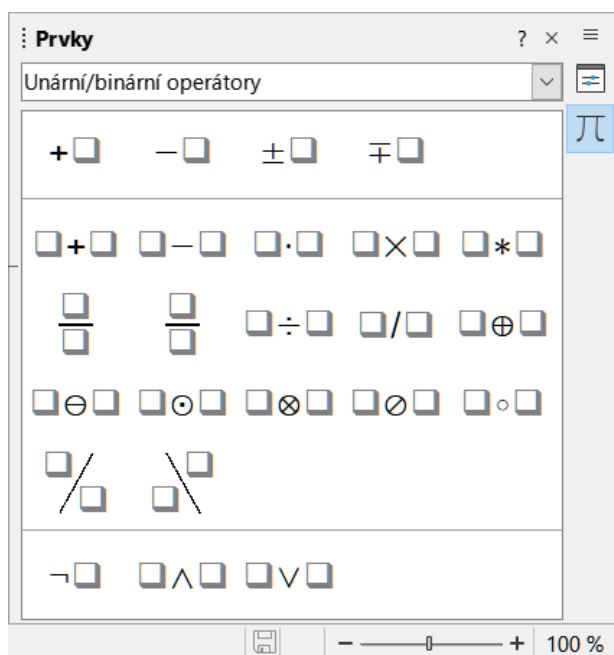 Prvky ? ×
Unární/binární operátory
+□ −□ ±□ ∓□
□+□ □−□ □·□ □×□ □∗□
□/□ □÷□ □/□ □⊕□
□⊖□ □⊙□ □⊗□ □⊘□ □∘□
¬□ □∧□ □∨□
100 %